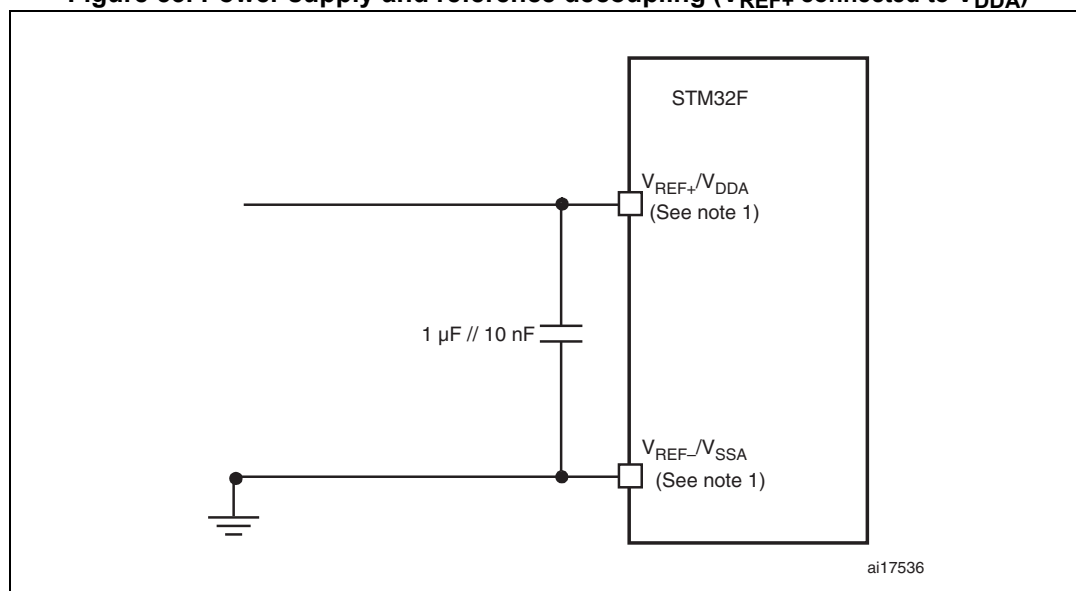 STM32F
VREF+/VDDA
(See note 1)
1 µF // 10 nF
VREF–/VSSA
(See note 1)
ai17536